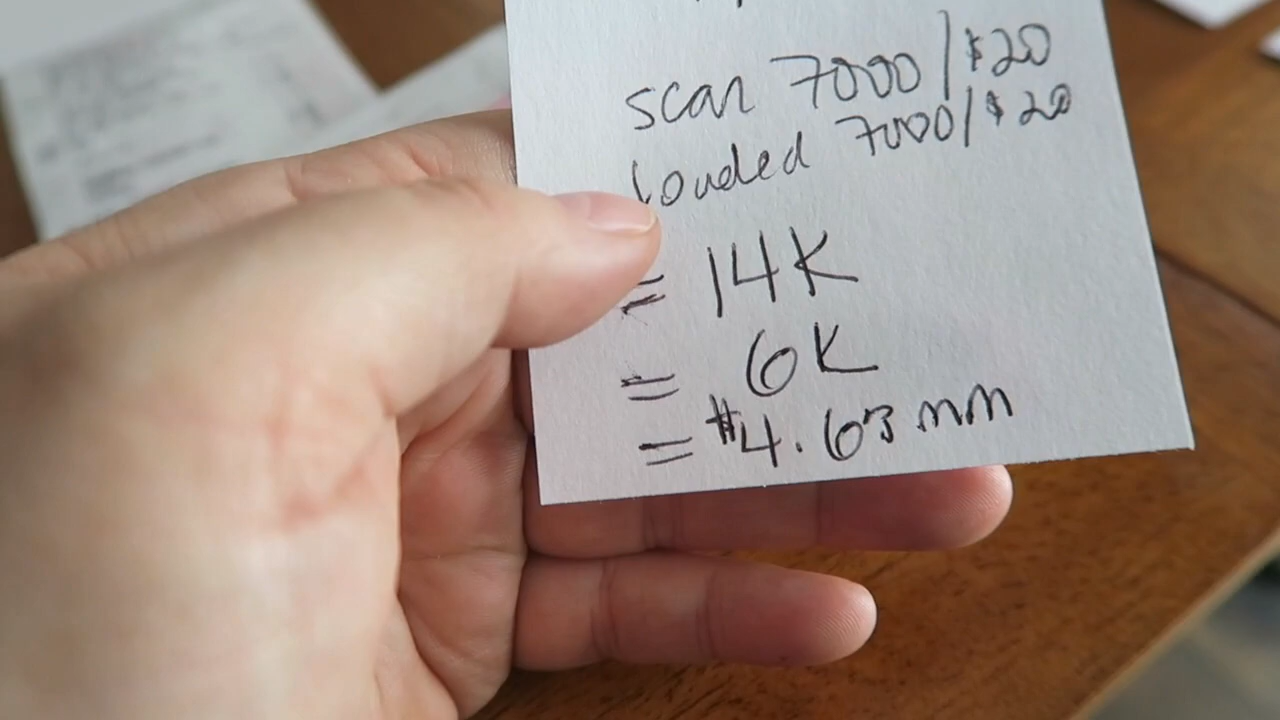 scan 7000/$20
loaded 7000/$20
= 14K
= 6K
= $4.63 mm